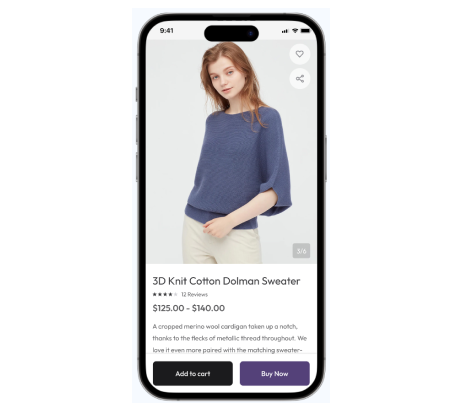 9:41
3/6
3D Knit Cotton Dolman Sweater
12 Reviews
$125.00 - $140.00
A cropped merino wool cardigan taken up a notch,
thanks to the flecks of metallic thread throughout. We
love it even more paired with the matching sweater-
Add to cart
Buy Now